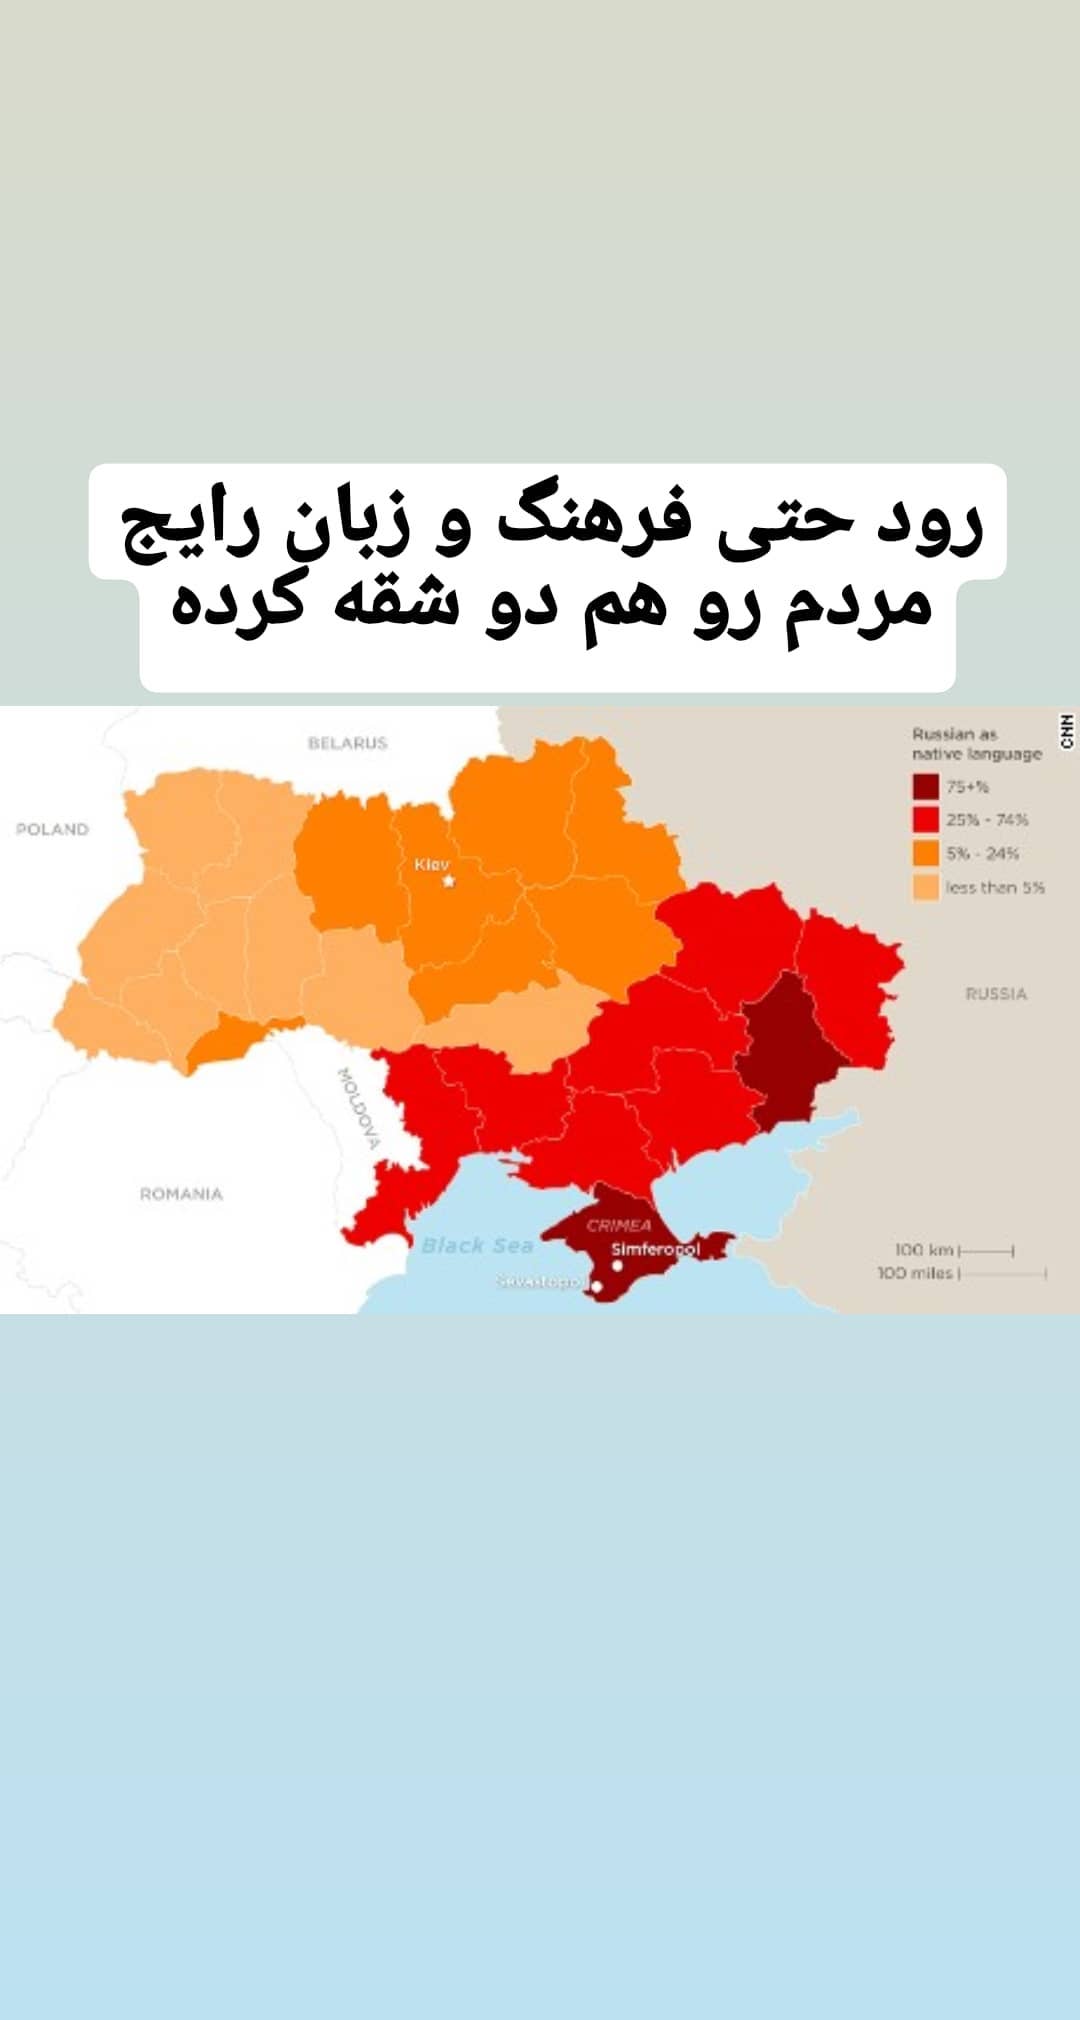 رود حتی فرهنگ و زبان رایج
مردم رو هم دو شقه کرده
CNN
BELARUS
Russian as
native language
75+%
25% - 74%
5% - 24%
less than 5%
POLAND
Kiev
RUSSIA
MOLDOVA
ROMANIA
CRIMEA
Black Sea
Simferopol
Sevastopol
100 km
100 miles